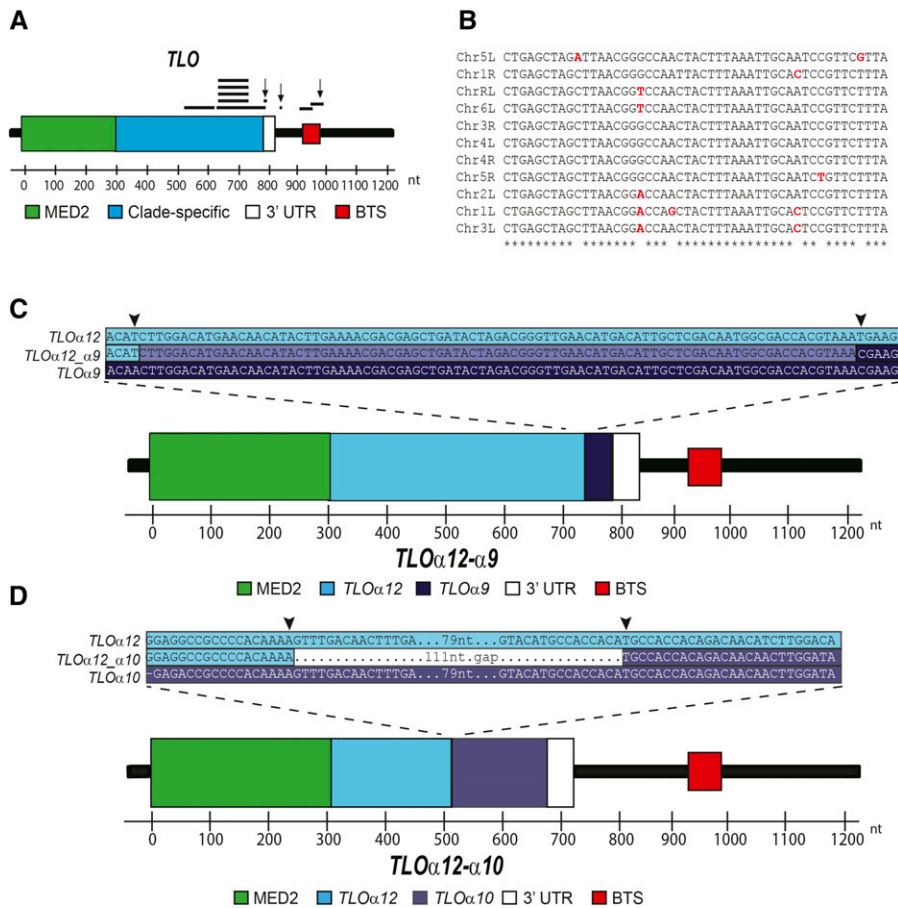 A
TLO
nt
0 100 200 300 400 500 600 700 800 900 1000 1100 1200
MED2 Clade-specific 3' UTR BTS
B
Chr5L CTGAGCTAGATTAACGGGCCAACTACTTTAAATTGCAATCCGTTCGTTA
Chr1R CTGAGCTAGCTTAACGGGCCAATTACTTTAAATTGCACTCCGTTCTTTA
ChrRL CTGAGCTAGCTTAACGGTCCAACTACTTTAAATTGCAATCCGTTCTTTA
Chr6L CTGAGCTAGCTTAACGGTCCAACTACTTTAAATTGCAATCCGTTCTTTA
Chr3R CTGAGCTAGCTTAACGGGCCAACTACTTTAAATTGCAATCCGTTCTTTA
Chr4L CTGAGCTAGCTTAACGGGCCAACTACTTTAAATTGCAATCCGTTCTTTA
Chr4R CTGAGCTAGCTTAACGGGCCAACTACTTTAAATTGCAATCCGTTCTTTA
Chr5R CTGAGCTAGCTTAACGGGCCAACTACTTTAAATTGCAATCTGTTCTTTA
Chr2L CTGAGCTAGCTTAACGGACCAACTACTTTAAATTGCAATCCGTTCTTTA
Chr1L CTGAGCTAGCTTAACGGACCAGCTACTTTAAATTGCACTCCGTTCTTTA
Chr3L CTGAGCTAGCTTAACGGACCAACTACTTTAAATTGCACTCCGTTCTTTA
********* ******* *** **************** ** **** ***
C
TLOα12 ACATCTTGGACATGAACAACATACTTGAAAACGACGAGCTGATACTAGACGGGTTGAACATGACATTGCTCGACAATGGCGACCACGTAAATGAAG
TLOα12_α9 ACATTTGGACATGAACAACATACTTGAAAACGACGAGCTGATACTAGACGGGTTGAACATGACATTGCTCGACAATGGCGACCACGTAAACGAAG
TLOα9 ACAACTTGGACATGAACAACATACTTGAAAACGACGAGCTGATACTAGACGGGTTGAACATGACATTGCTCGACAATGGCGACCACGTAAACGAAG
nt
0 100 200 300 400 500 600 700 800 900 1000 1100 1200
TLOα12-α9
MED2 TLOα12 TLOα9 3' UTR BTS
D
TLOα12 GGAGGCCGCCCCACAAAAGTTTGACAACTTTGA...79nt...GTACATGCCACCACATGCCACCACAGACAACATCTTGGACA
TLOα12_α10 GGAGGCCGCCCCACAAAA..................111nt.gap..................TGCCACCACAGACAACAACTTGGATA
TLOα10 -GAGACCGCCCCACAAAAGTTTGACAACTTTGA...79nt...GTACATGCCACCACATGCCACCACAGACAACAACTTGGATA
nt
0 100 200 300 400 500 600 700 800 900 1000 1100 1200
TLOα12-α10
MED2 TLOα12 TLOα10 3' UTR BTS